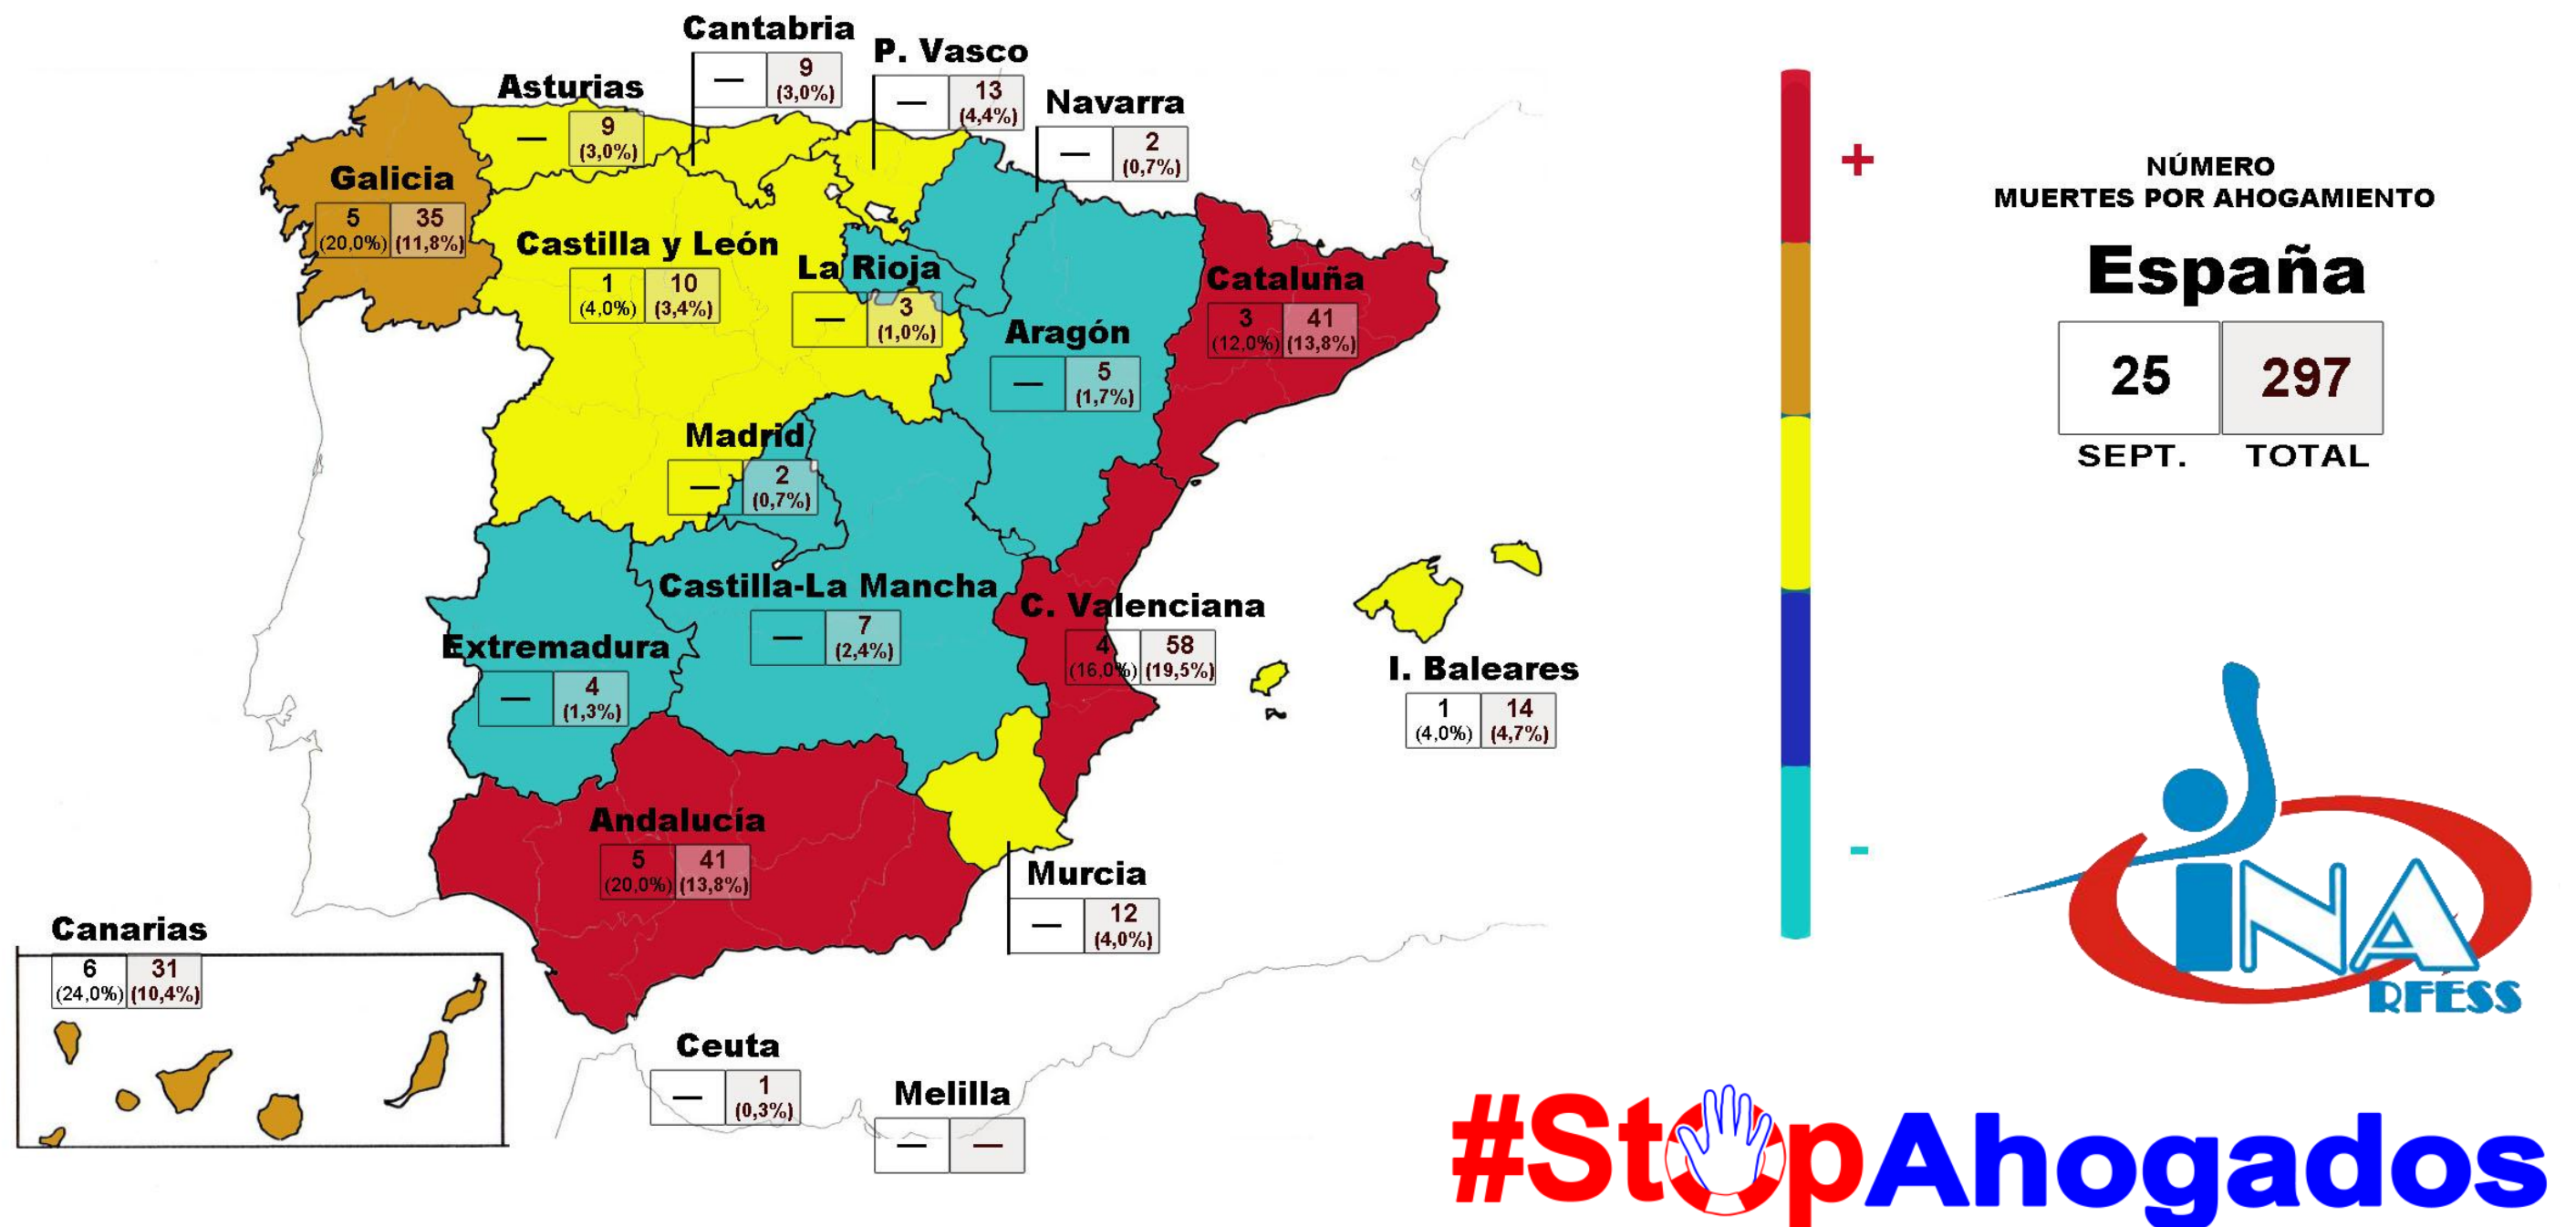 Cantabria
— 9
(3,0%)
P. Vasco
— 13
(4,4%)
Asturias
— 9
(3,0%)
Navarra
— 2
(0,7%)
Galicia
5 35
(20,0%) (11,8%)
Castilla y León
1 10
(4,0%) (3,4%)
La Rioja
— 3
(1,0%)
Cataluña
3 41
(12,0%) (13,8%)
Aragón
— 5
(1,7%)
Madrid
— 2
(0,7%)
Castilla-La Mancha
— 7
(2,4%)
C. Valenciana
4 58
(16,0%) (19,5%)
Extremadura
— 4
(1,3%)
I. Baleares
1 14
(4,0%) (4,7%)
Andalucía
5 41
(20,0%) (13,8%)
Murcia
— 12
(4,0%)
Canarias
6 31
(24,0%) (10,4%)
Ceuta
— 1
(0,3%)
Melilla
— —
+
-
NÚMERO
MUERTES POR AHOGAMIENTO
España
25 297
SEPT. TOTAL
INA
RFESS
#StopAhogados